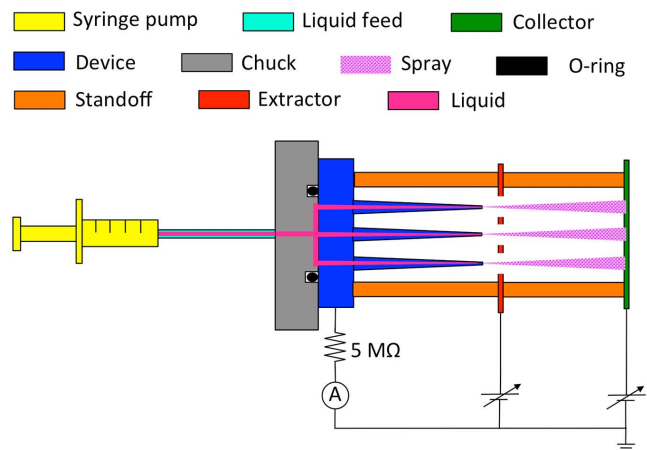 Syringe pump Liquid feed Collector
Device Chuck Spray O-ring
Standoff Extractor Liquid
5 MΩ
A